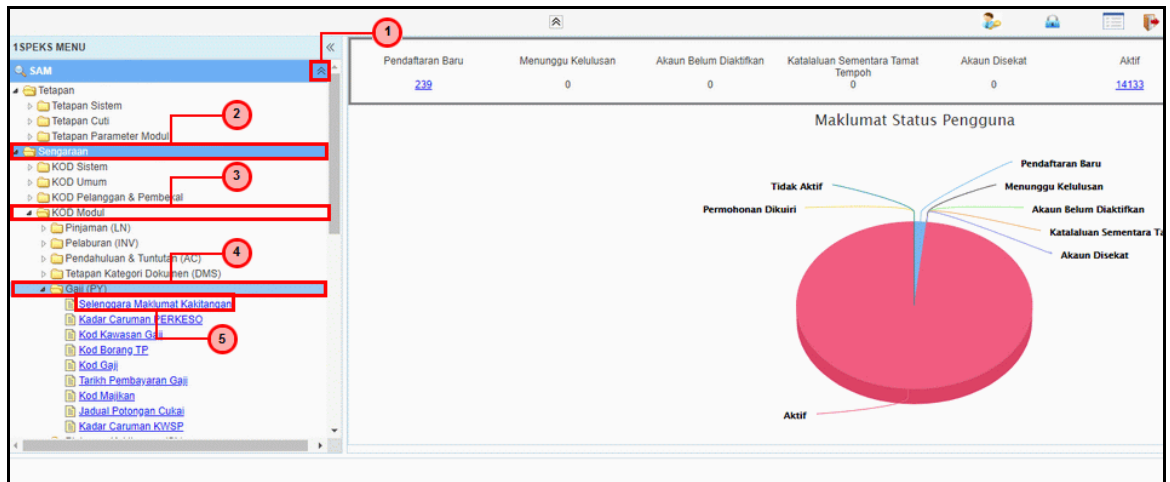 1
1SPEKS MENU
SAM
Tetapan
Tetapan Sistem
Tetapan Cuti
2
Tetapan Parameter Modul
Sengaraan
KOD Sistem
KOD Umum
3
KOD Pelanggan & Pembekal
KOD Modul
Pinjaman (LN)
Pelaburan (INV)
Pendahuluan & Tuntutan (AC)
4
Tetapan Kategori Dokumen (DMS)
Gaji (PY)
Selenggara Maklumat Kakitangan
Kadar Caruman PERKESO
Kod Kawasan Gaji
5
Kod Borang TP
Kod Gaji
Tarikh Pembayaran Gaji
Kod Majikan
Jadual Potongan Cukai
Kadar Caruman KWSP
Pendaftaran Baru
Menunggu Kelulusan
Akaun Belum Diaktifkan
Katalaluan Sementara Tamat
Tempoh
Akaun Disekat
Aktif
239
0
0
0
0
14133
Maklumat Status Pengguna
Pendaftaran Baru
Tidak Aktif
Menunggu Kelulusan
Permohonan Dikuiri
Akaun Belum Diaktifkan
Katalaluan Sementara Ta
Akaun Disekat
Aktif